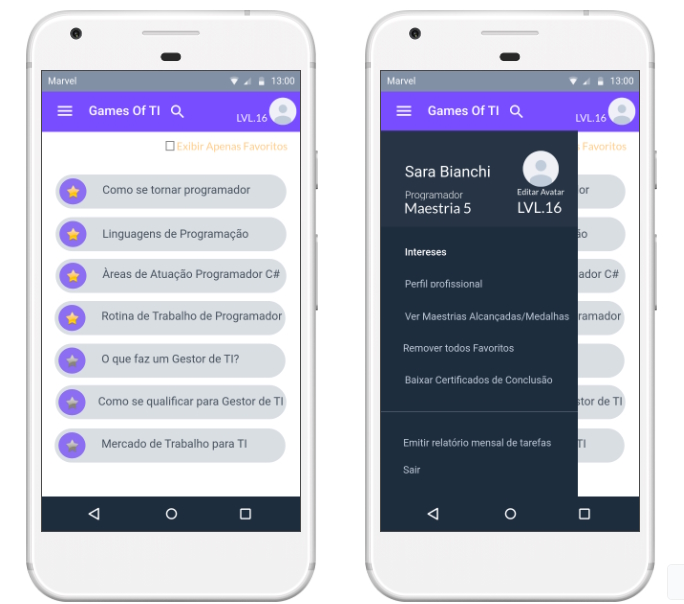 Marvel 13:00
Games Of TI LVL.16
Exibir Apenas Favoritos
Como se tornar programador
Linguagens de Programação
Àreas de Atuação Programador C#
Rotina de Trabalho de Programador
O que faz um Gestor de TI?
Como se qualificar para Gestor de TI
Mercado de Trabalho para TI
Marvel 13:00
Games Of TI LVL.16
Favoritos
Sara Bianchi
Programador Editar Avatar
Maestria 5 LVL.16
Intereses
Perfil profissional
Ver Maestrias Alcançadas/Medalhas
Remover todos Favoritos
Baixar Certificados de Conclusão
Emitir relatório mensal de tarefas
Sair
or
ão
ador C#
ramador
stor de TI
TI